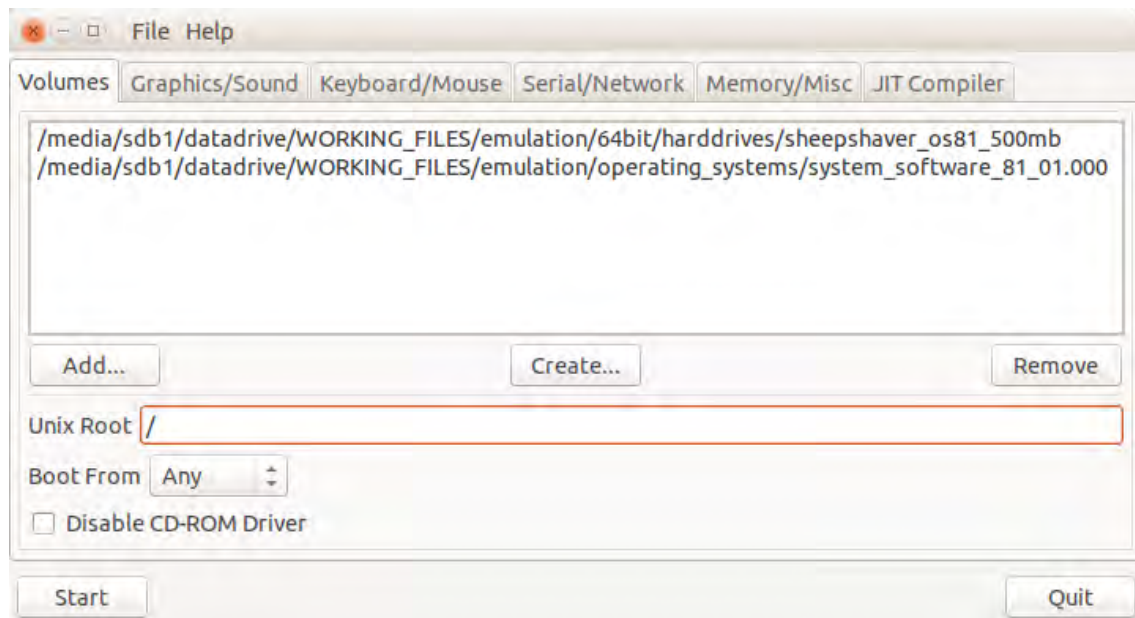 File Help
Volumes Graphics/Sound Keyboard/Mouse Serial/Network Memory/Misc JIT Compiler
/media/sdb1/datadrive/WORKING_FILES/emulation/64bit/harddrives/sheepshaver_os81_500mb
/media/sdb1/datadrive/WORKING_FILES/emulation/operating_systems/system_software_81_01.000
Add... Create... Remove
Unix Root /
Boot From Any
Disable CD-ROM Driver
Start Quit